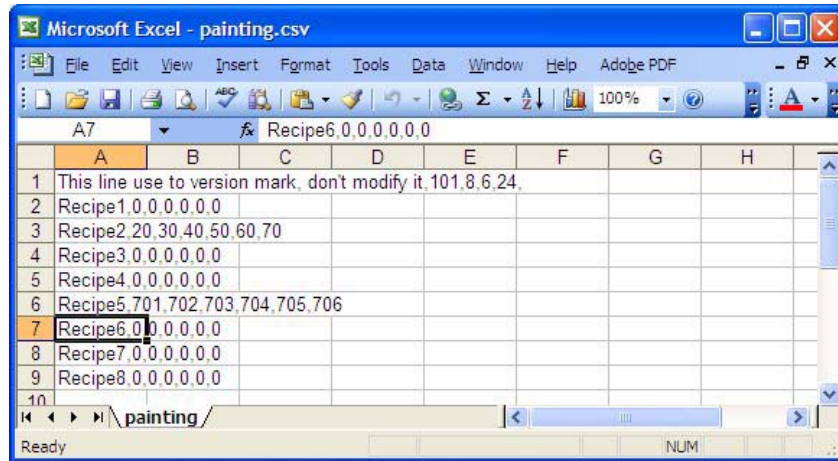 Microsoft Excel - painting.csv
File Edit View Insert Format Tools Data Window Help Adobe PDF
100%
A7 fx Recipe6,0,0,0,0,0,0
A B C D E F G H
1 This line use to version mark, don't modify it,101,8,6,24,
2 Recipe1,0,0,0,0,0,0
3 Recipe2,20,30,40,50,60,70
4 Recipe3,0,0,0,0,0,0
5 Recipe4,0,0,0,0,0,0
6 Recipe5,701,702,703,704,705,706
7 Recipe6,0,0,0,0,0,0
8 Recipe7,0,0,0,0,0,0
9 Recipe8,0,0,0,0,0,0
10
painting
Ready NUM